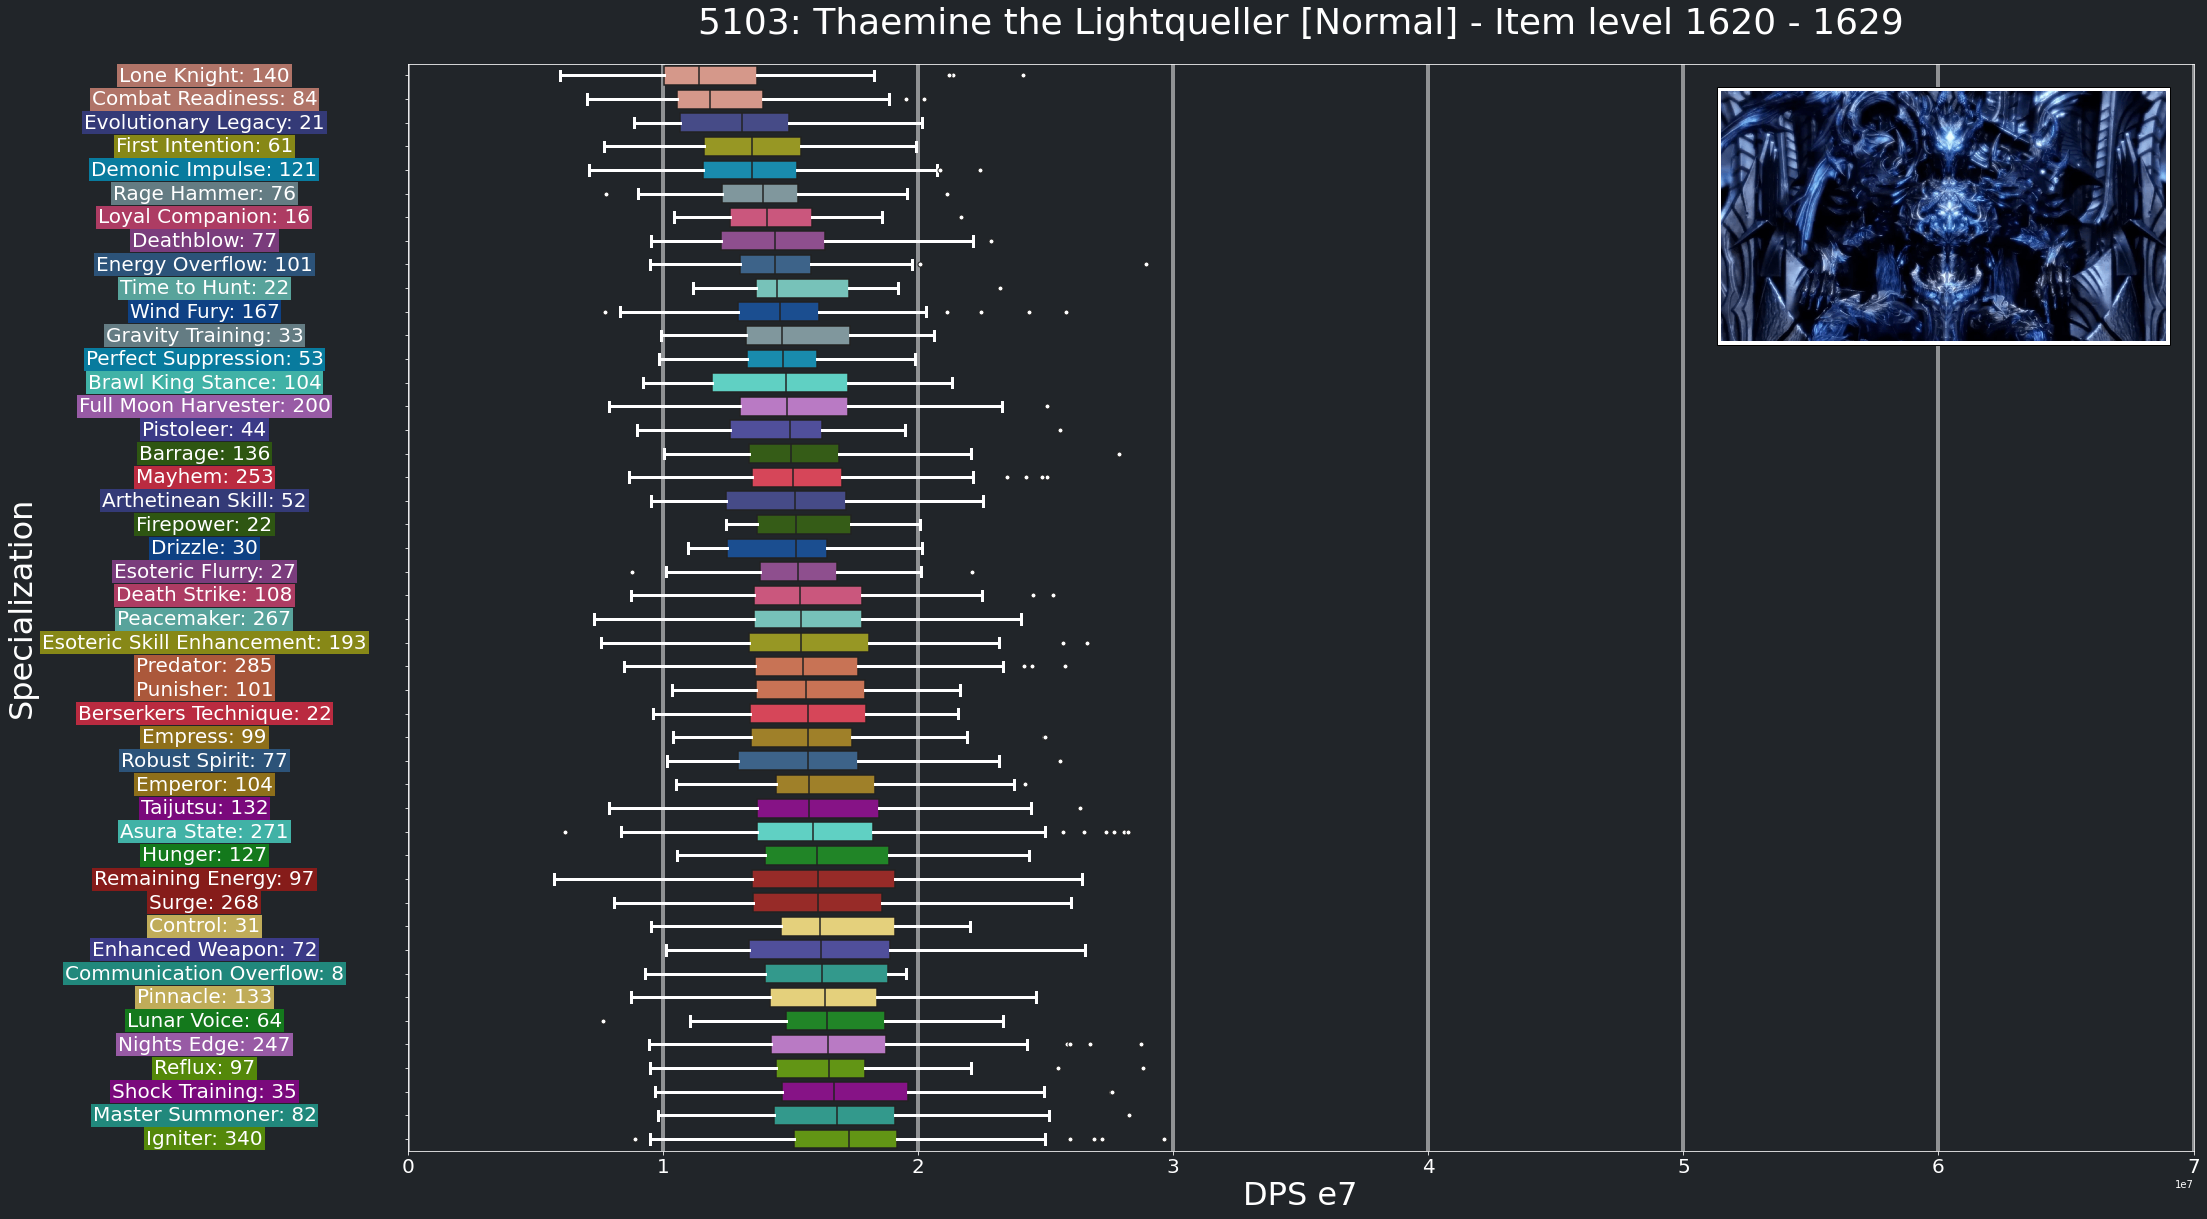 5103: Thaemine the Lightqueller [Normal] - Item level 1620 - 1629
Specialization
Lone Knight: 140
Combat Readiness: 84
Evolutionary Legacy: 21
First Intention: 61
Demonic Impulse: 121
Rage Hammer: 76
Loyal Companion: 16
Deathblow: 77
Energy Overflow: 101
Time to Hunt: 22
Wind Fury: 167
Gravity Training: 33
Perfect Suppression: 53
Brawl King Stance: 104
Full Moon Harvester: 200
Pistoleer: 44
Barrage: 136
Mayhem: 253
Arthetinean Skill: 52
Firepower: 22
Drizzle: 30
Esoteric Flurry: 27
Death Strike: 108
Peacemaker: 267
Esoteric Skill Enhancement: 193
Predator: 285
Punisher: 101
Berserkers Technique: 22
Empress: 99
Robust Spirit: 77
Emperor: 104
Taijutsu: 132
Asura State: 271
Hunger: 127
Remaining Energy: 97
Surge: 268
Control: 31
Enhanced Weapon: 72
Communication Overflow: 8
Pinnacle: 133
Lunar Voice: 64
Nights Edge: 247
Reflux: 97
Shock Training: 35
Master Summoner: 82
Igniter: 340
0 1 2 3 4 5 6 7
1e7
DPS e7